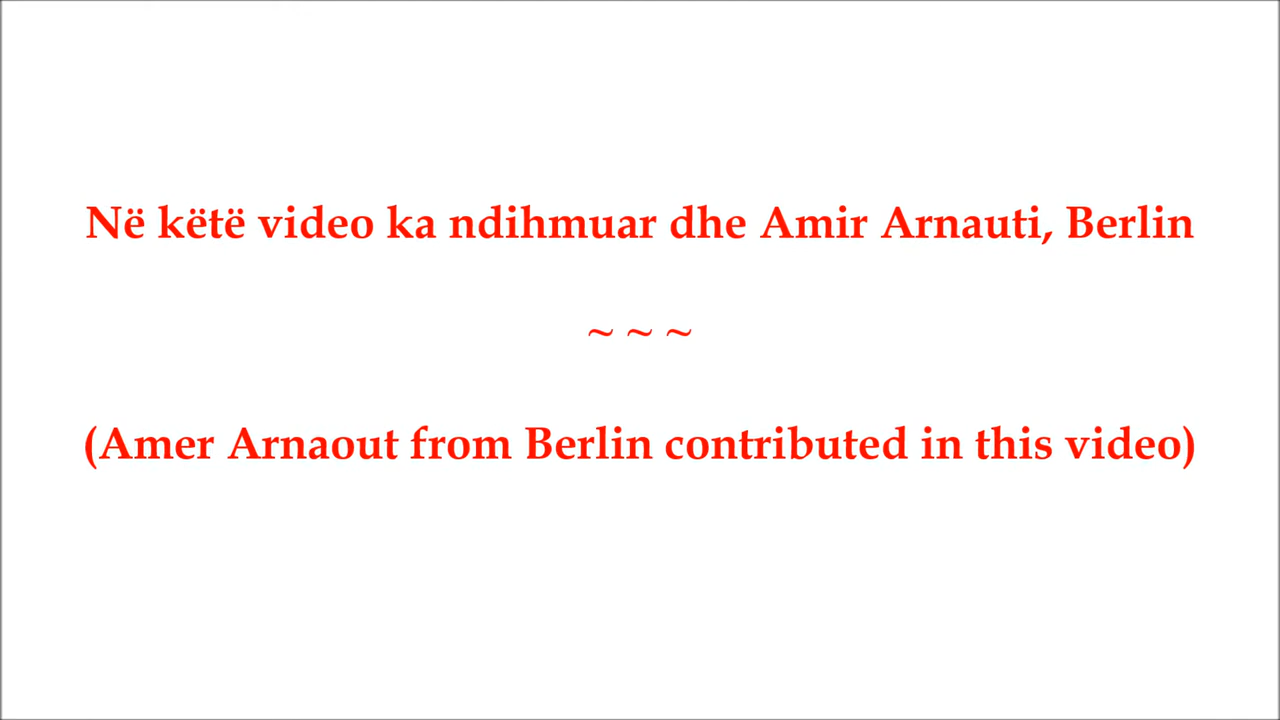 Në këtë video ka ndihmuar dhe Amir Arnauti, Berlin
~ ~ ~
(Amer Arnaout from Berlin contributed in this video)